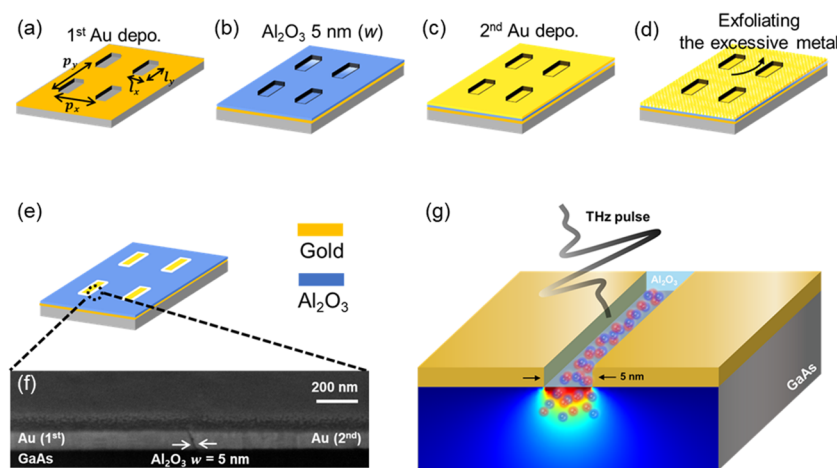 (a) 1st Au depo.
py
px
lx
ly
(b) Al2O3 5 nm (w)
(c) 2nd Au depo.
(d) Exfoliating
the excessive metal
(e)
Gold
Al2O3
(f)
200 nm
Au (1st)
Au (2nd)
GaAs
Al2O3 w = 5 nm
(g)
THz pulse
Al2O3
5 nm
GaAs